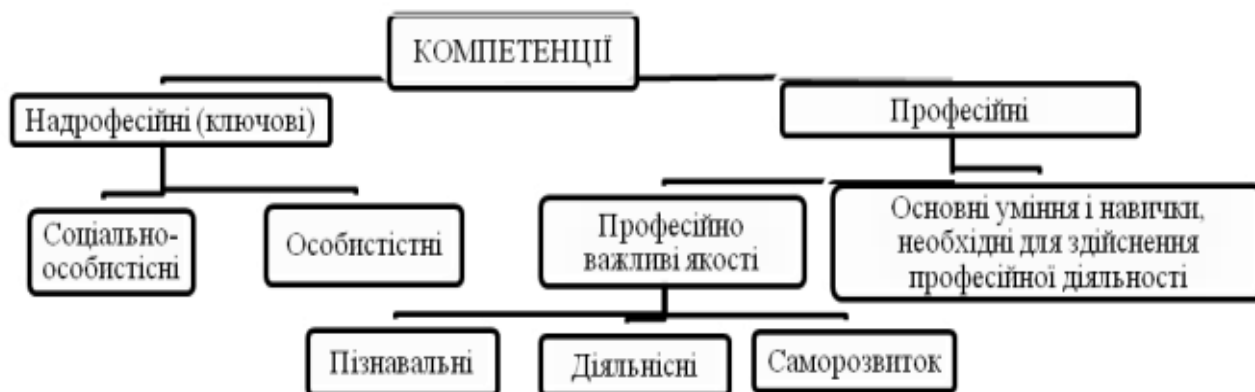 КОМПЕТЕНЦІЇ
Надрофесійні (ключові)
Професійні
Соціально-
особистісні
Особистістні
Професійно
важливі якості
Основні уміння і навички,
необхідні для здійснення
професійної діяльності
Пізнавальні
Діяльнісні
Саморозвиток